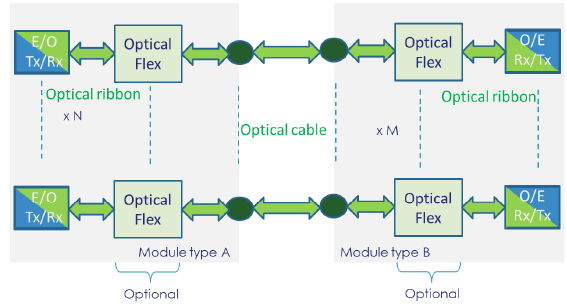 E/O
Tx/Rx
Optical
Flex
Optical
Flex
O/E
Rx/Tx
Optical ribbon
Optical ribbon
x N
Optical cable
x M
E/O
Tx/Rx
Optical
Flex
Optical
Flex
O/E
Rx/Tx
Module type A
Module type B
Optional
Optional